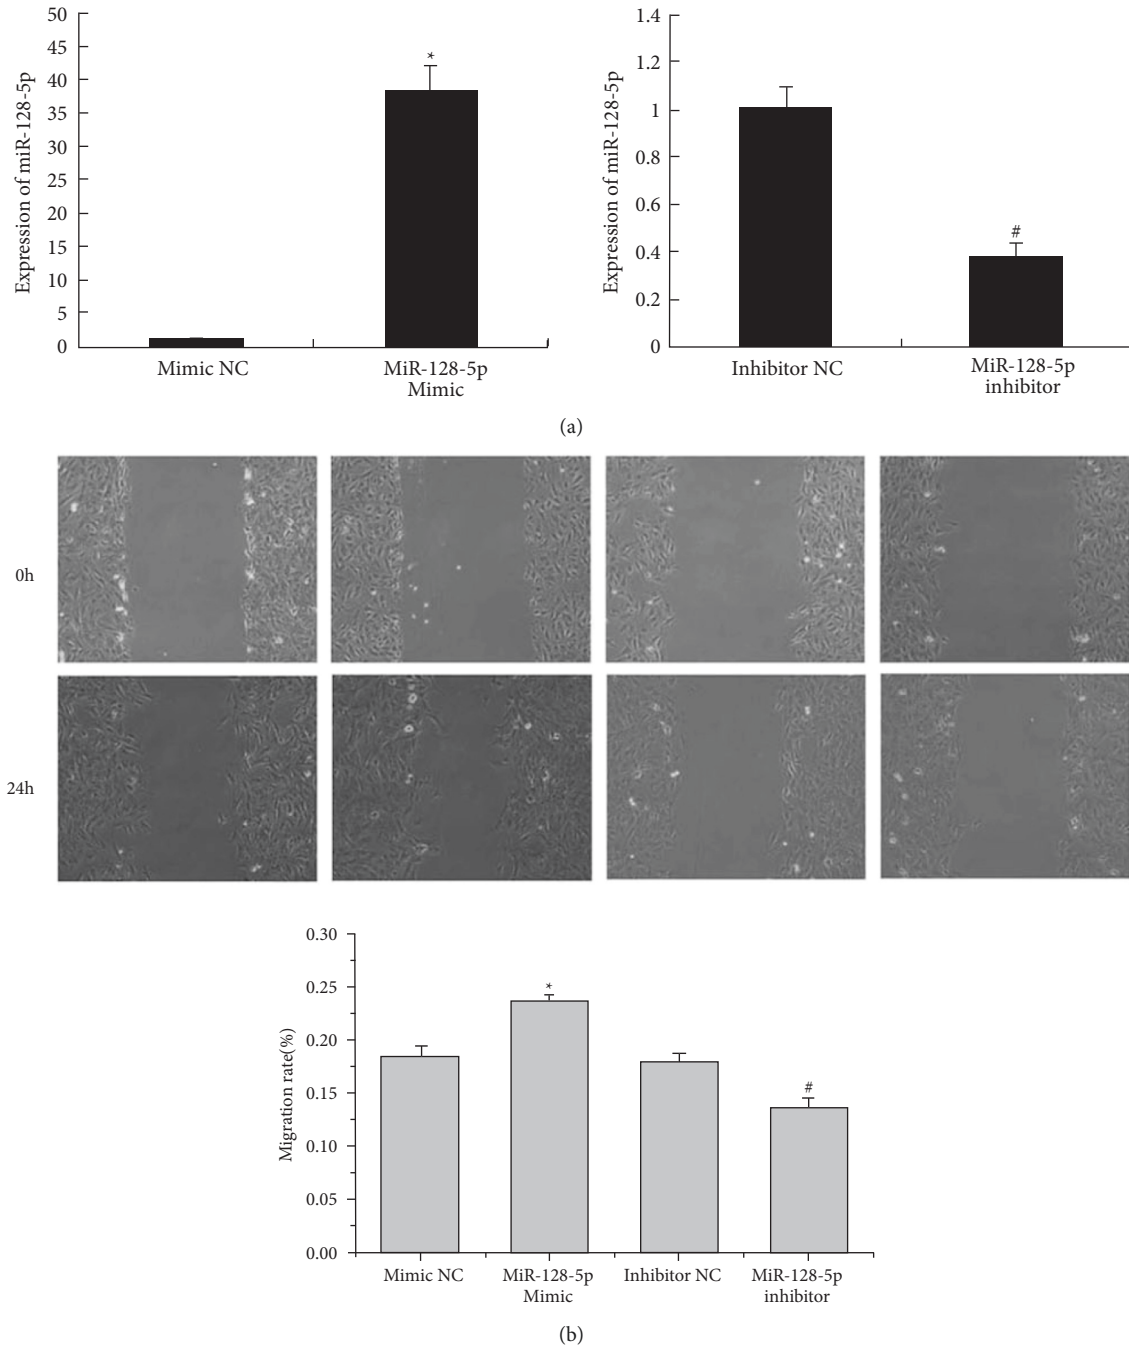 50
45
40
35
30
25
20
15
10
5
0
Expression of miR-128-5p
*
Mimic NC
MiR-128-5p
Mimic
1.4
1.2
1
0.8
0.6
0.4
0.2
0
Expression of miR-128-5p
#
Inhibitor NC
MiR-128-5p
inhibitor
(a)
0h
24h
0.30
0.25
0.20
0.15
0.10
0.05
0.00
Migration rate(%)
*
#
Mimic NC
MiR-128-5p
Mimic
Inhibitor NC
MiR-128-5p
inhibitor
(b)